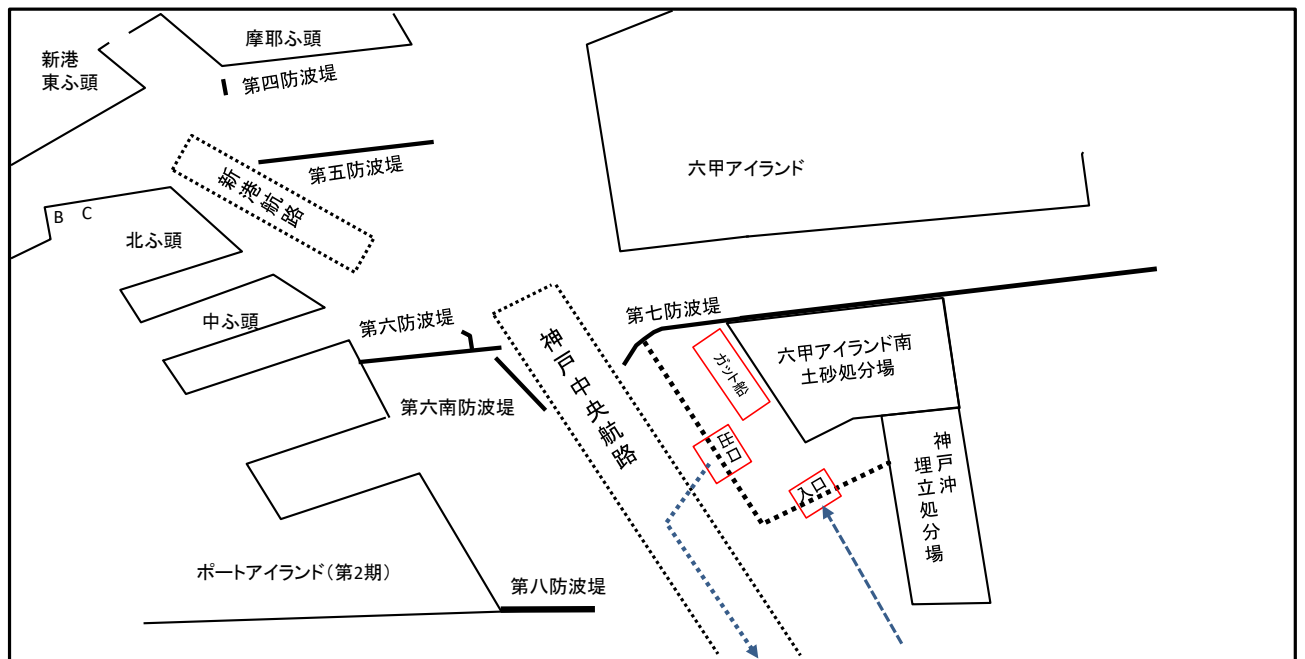 摩耶ふ頭
新港
東ふ頭
第四防波堤
第五防波堤
六甲アイランド
新港航路
B C
北ふ頭
中ふ頭
第六防波堤
第七防波堤
神戸中央航路
六甲アイランド南
土砂処分場
ガット船
第六南防波堤
出口
入口
神戸沖
埋立処分場
ポートアイランド(第2期)
第八防波堤